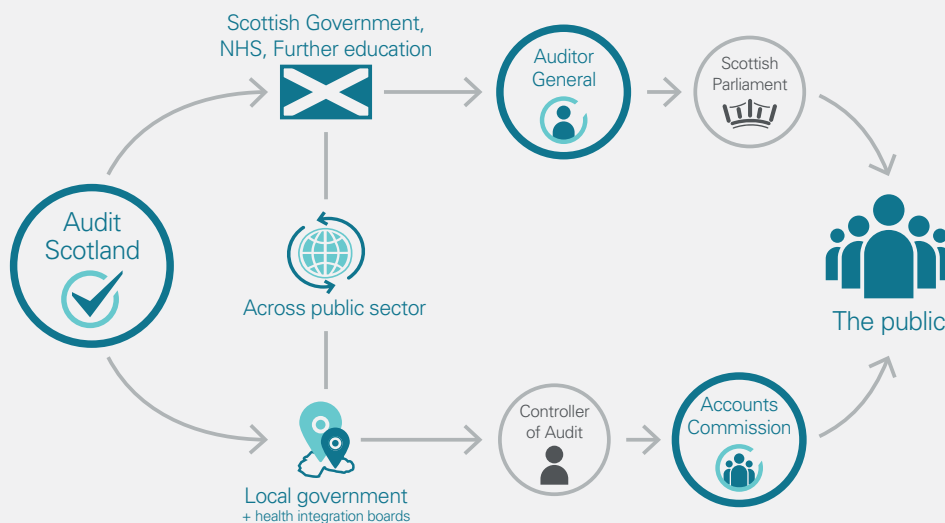 Scottish Government,
NHS, Further education
Auditor
General
Scottish
Parliament
Audit
Scotland
Across public sector
The public
Controller
of Audit
Accounts
Commission
Local government
+ health integration boards